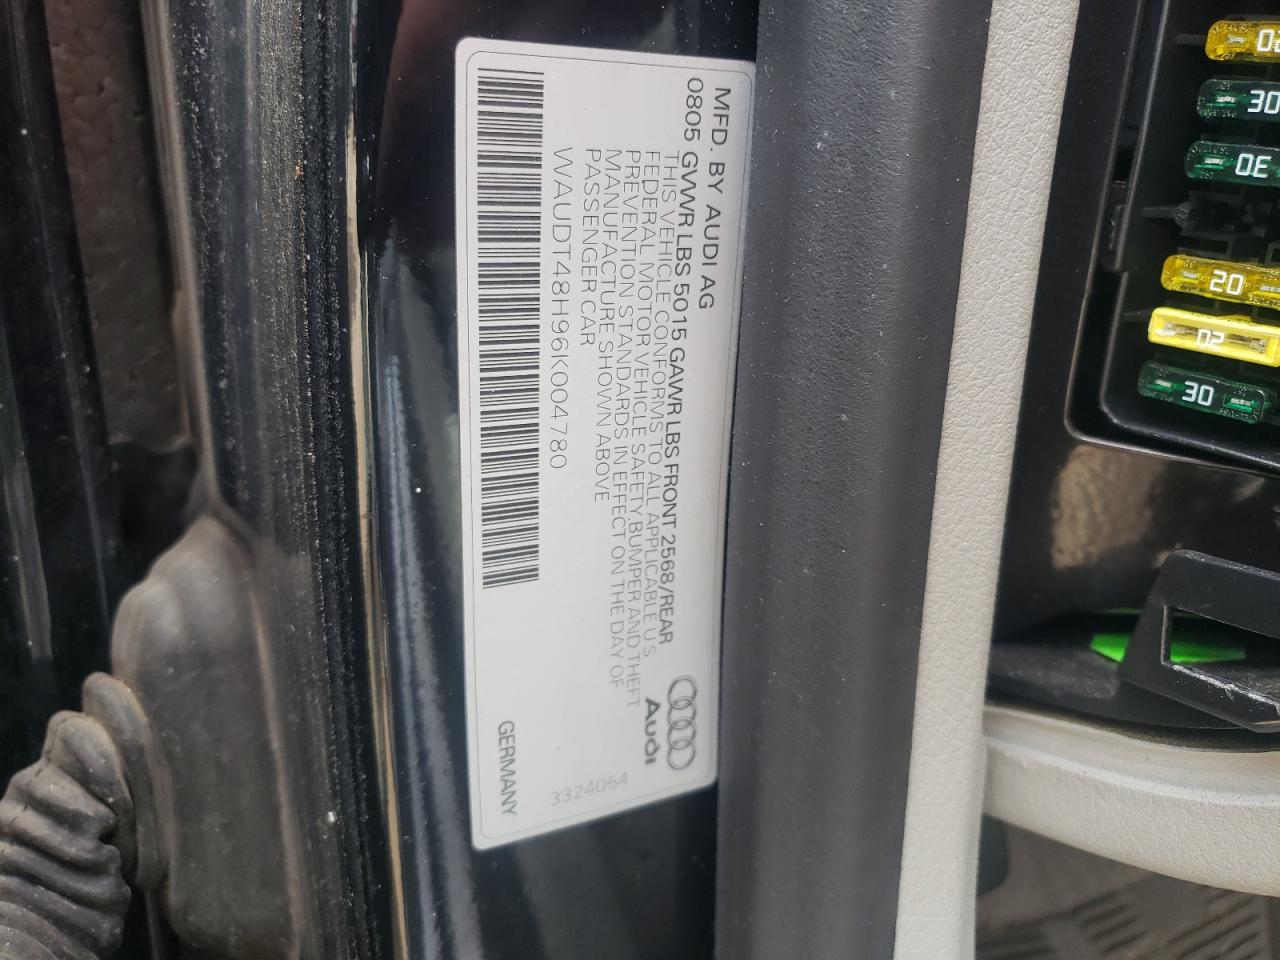 MFD. BY AUDI AG
0805 GVWR LBS 5015 GAWR LBS FRONT 2568/REAR
THIS VEHICLE CONFORMS TO ALL APPLICABLE U S
FEDERAL MOTOR VEHICLE SAFETY,BUMPER AND THEFT
PREVENTION STANDARDS IN EFFECT ON THE DAY OF
MANUFACTURE SHOWN ABOVE
PASSENGER CAR
WAUDT48H96K004780
Audi
3324054
GERMANY
30
30
20
20
30